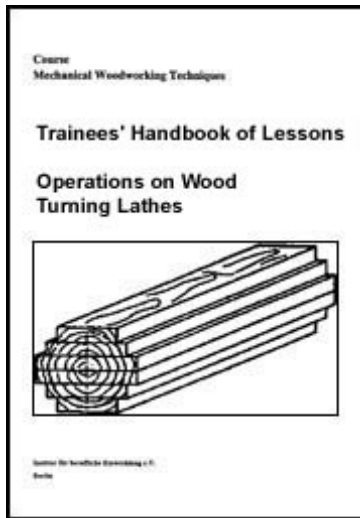 Course
Mechanical Woodworking Techniques
Trainees' Handbook of Lessons
Operations on Wood
Turning Lathes
Institut für berufliche Entwicklung e.V.
Berlin